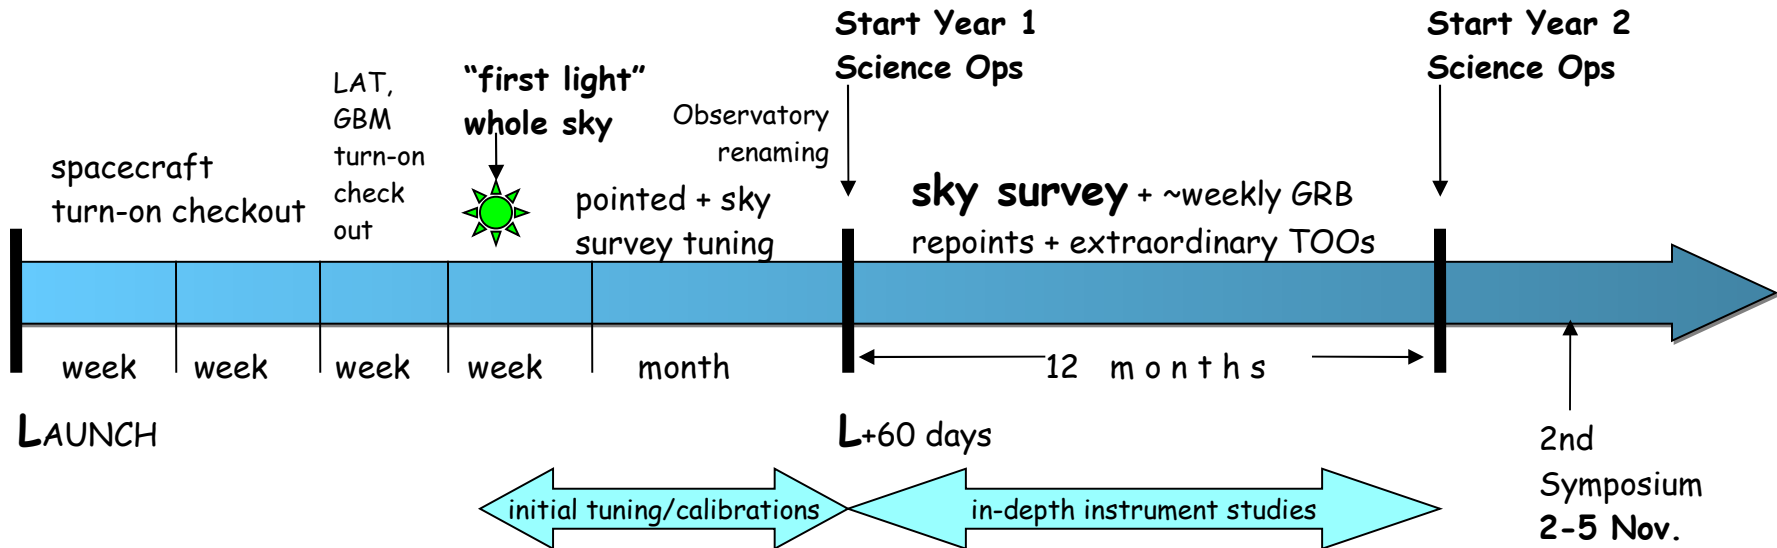 Start Year 1
Science Ops
Start Year 2
Science Ops
LAT,
GBM
turn-on
check
out
“first light”
whole sky
Observatory
renaming
spacecraft
turn-on checkout
pointed + sky
survey tuning
sky survey + ~weekly GRB
repoints + extraordinary TOOs
week
week
week
week
month
12 months
LAUNCH
L+60 days
2nd
Symposium
2-5 Nov.
initial tuning/calibrations
in-depth instrument studies